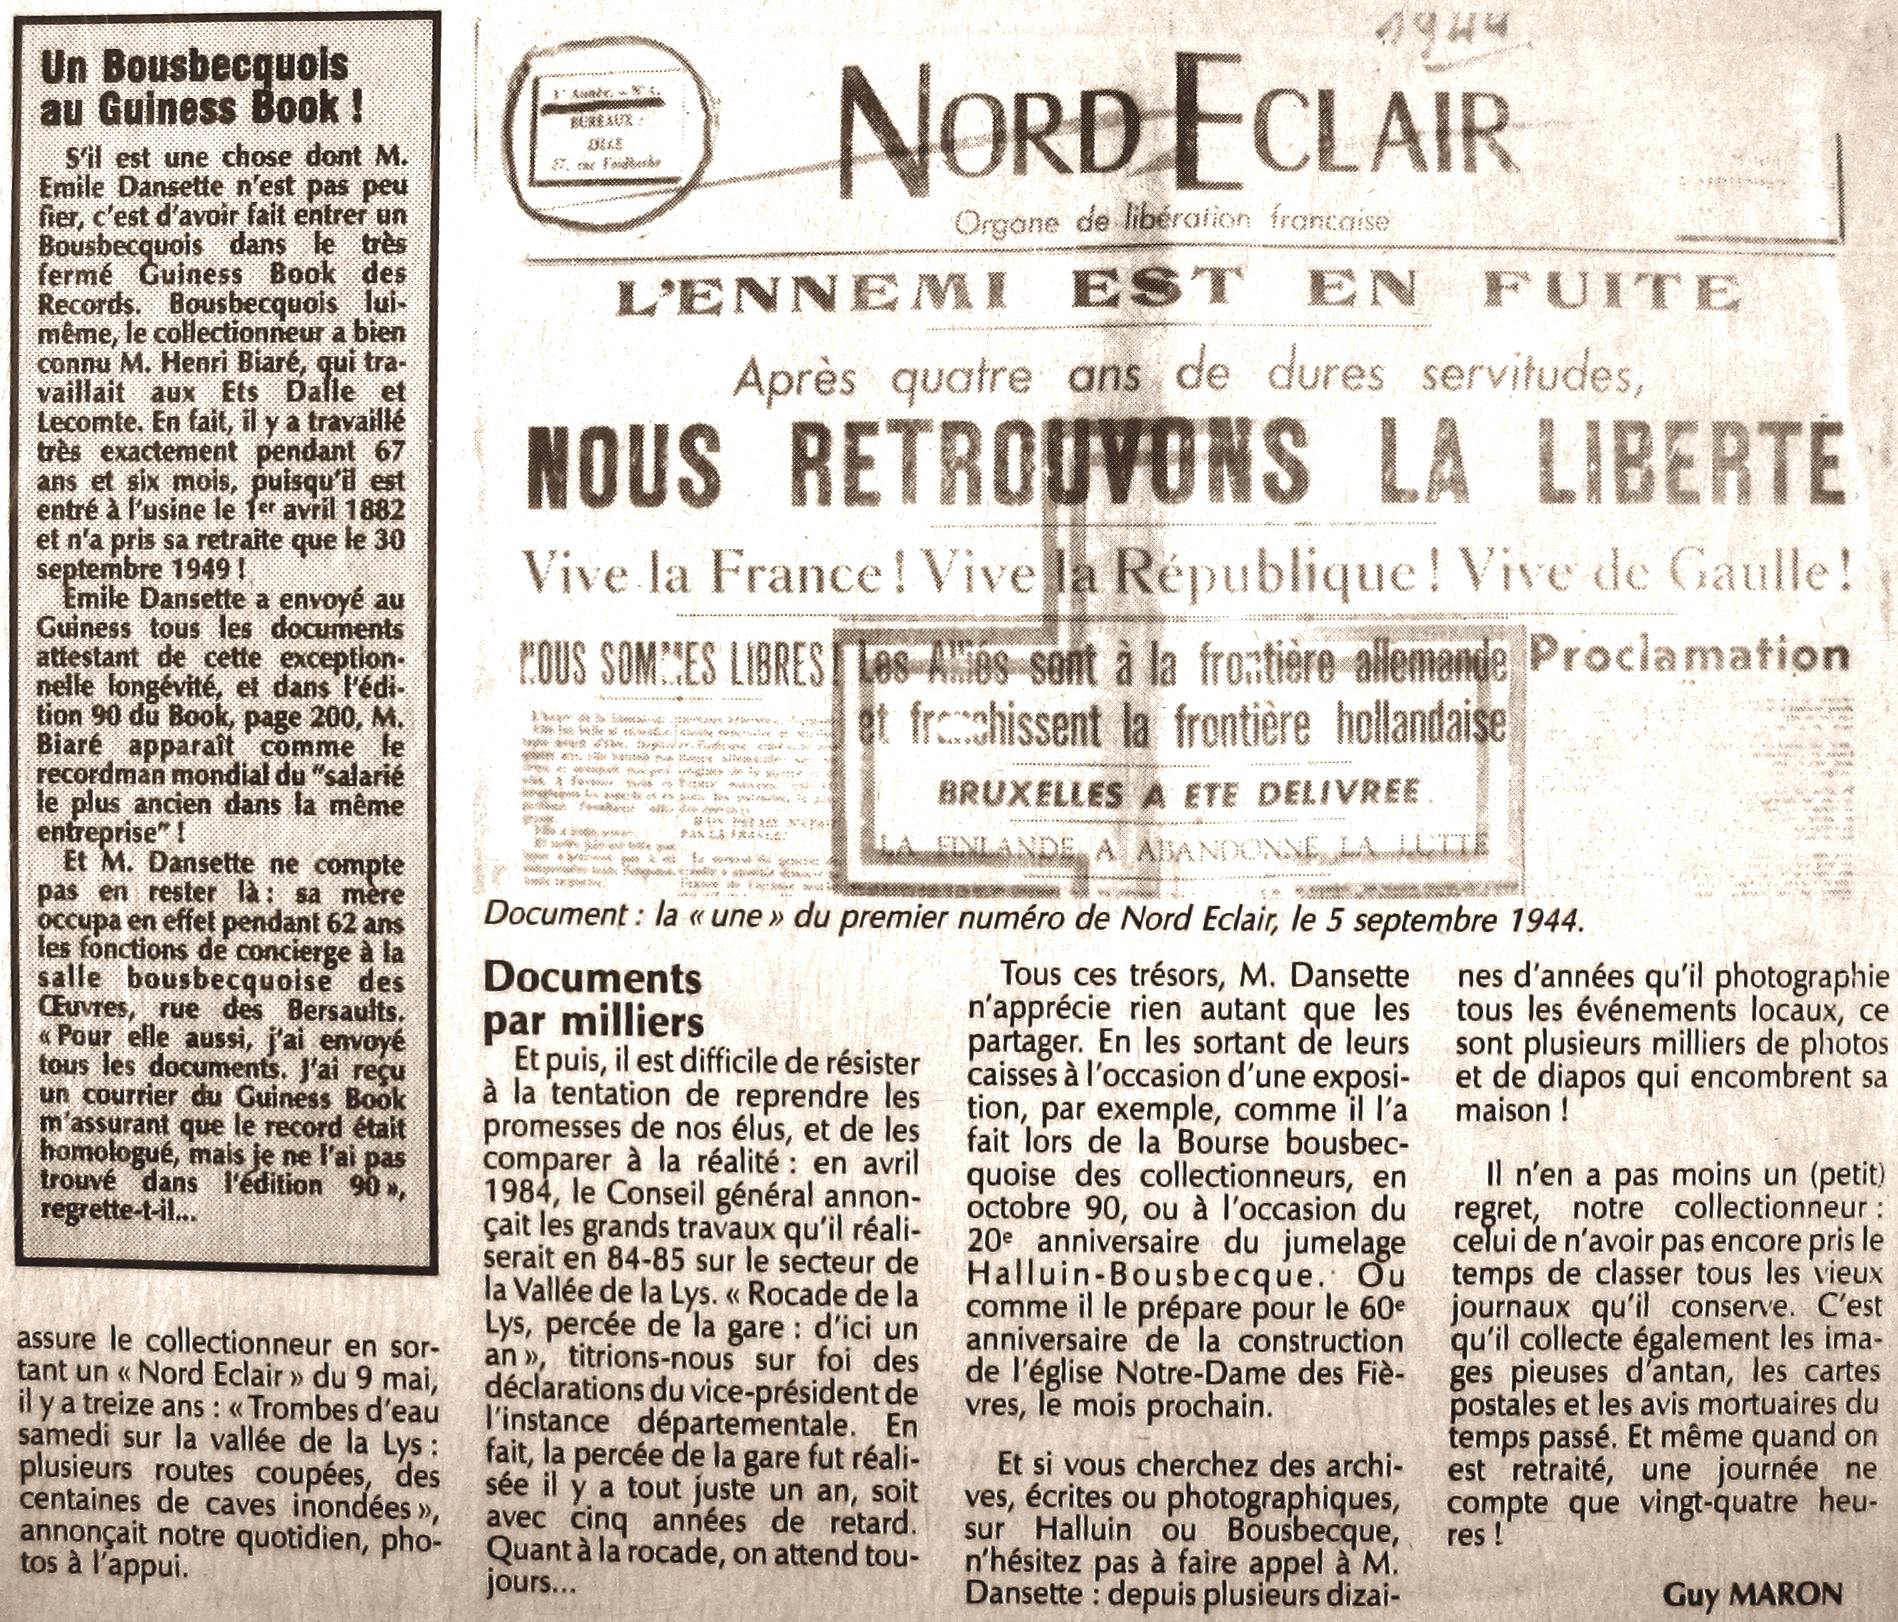 Un Bousbecquois
au Guiness Book !
S'il est une chose dont M.
Emile Dansette n'est pas peu
fier, c'est d'avoir fait entrer un
Bousbecquois dans le très
fermé Guiness Book des
Records. Bousbecquois lui-
même, le collectionneur a bien
connu M. Henri Biaré, qui tra-
vaillait aux Ets Dalle et
Lecomte. En fait, il y a travaillé
très exactement pendant 67
ans et six mois, puisqu'il est
entré à l'usine le 1er avril 1882
et n'a pris sa retraite que le 30
septembre 1949 !
Emile Dansette a envoyé au
Guiness tous les documents
attestant de cette exception-
nelle longévité, et dans l'édi-
tion 90 du Book, page 200, M.
Biaré apparaît comme le
recordman mondial du "salarié
le plus ancien dans la même
entreprise" !
Et M. Dansette ne compte
pas en rester là : sa mère
occupa en effet pendant 62 ans
les fonctions de concierge à la
salle bousbecquoise des
Œuvres, rue des Bersaults.
« Pour elle aussi, j'ai envoyé
tous les documents. J'ai reçu
un courrier du Guiness Book
m'assurant que le record était
homologué, mais je ne l'ai pas
trouvé dans l'édition 90 »,
regrette-t-il...
assure le collectionneur en sor-
tant un « Nord Eclair » du 9 mai,
il y a treize ans : « Trombes d'eau
samedi sur la vallée de la Lys :
plusieurs routes coupées, des
centaines de caves inondées »,
annonçait notre quotidien, pho-
tos à l'appui.
1944
1e Année. - N° 1.
BUREAUX :
LILLE
27, rue Faidherbe
NORD ECLAIR
Organe de libération francaise
L'ENNEMI EST EN FUITE
Après quatre ans de dures servitudes,
NOUS RETROUVONS LA LIBERTÉ
Vive la France ! Vive la République ! Vive de Gaulle !
NOUS SOMMES LIBRES !
Les Alliés sont à la frontière allemande
et franchissent la frontière hollandaise
BRUXELLES A ETE DELIVREE
LA FINLANDE A ABANDONNE LA LUTTE
Proclamation
Document : la « une » du premier numéro de Nord Eclair, le 5 septembre 1944.
Documents
par milliers
Et puis, il est difficile de résister
à la tentation de reprendre les
promesses de nos élus, et de les
comparer à la réalité : en avril
1984, le Conseil général annon-
çait les grands travaux qu'il réali-
serait en 84-85 sur le secteur de
la Vallée de la Lys. « Rocade de la
Lys, percée de la gare : d'ici un
an », titrions-nous sur foi des
déclarations du vice-président de
l'instance départementale. En
fait, la percée de la gare fut réali-
sée il y a tout juste un an, soit
avec cinq années de retard.
Quant à la rocade, on attend tou-
jours...
Tous ces trésors, M. Dansette
n'apprécie rien autant que les
partager. En les sortant de leurs
caisses à l'occasion d'une exposi-
tion, par exemple, comme il l'a
fait lors de la Bourse bousbec-
quoise des collectionneurs, en
octobre 90, ou à l'occasion du
20e anniversaire du jumelage
Halluin-Bousbecque. Ou
comme il le prépare pour le 60e
anniversaire de la construction
de l'église Notre-Dame des Fiè-
vres, le mois prochain.
Et si vous cherchez des archi-
ves, écrites ou photographiques,
sur Halluin ou Bousbecque,
n'hésitez pas à faire appel à M.
Dansette : depuis plusieurs dizai-
nes d'années qu'il photographie
tous les événements locaux, ce
sont plusieurs milliers de photos
et de diapos qui encombrent sa
maison !
Il n'en a pas moins un (petit)
regret, notre collectionneur :
celui de n'avoir pas encore pris le
temps de classer tous les vieux
journaux qu'il conserve. C'est
qu'il collecte également les ima-
ges pieuses d'antan, les cartes
postales et les avis mortuaires du
temps passé. Et même quand on
est retraité, une journée ne
compte que vingt-quatre heu-
res !
Guy MARON